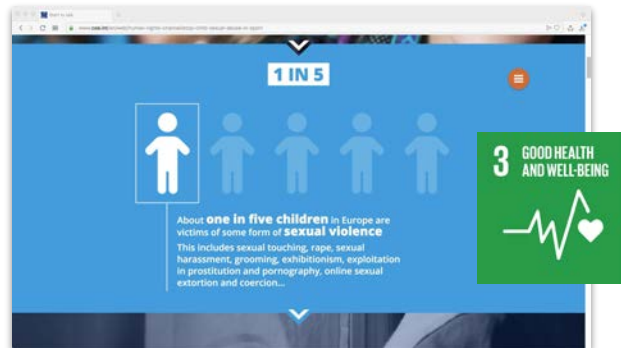 1 IN 5
3 GOOD HEALTH
AND WELL-BEING
About one in five children in Europe are
victims of some form of sexual violence
This includes sexual touching, rape, sexual
harassment, grooming, exhibitionism, exploitation
in prostitution and pornography, online sexual
extortion and coercion...